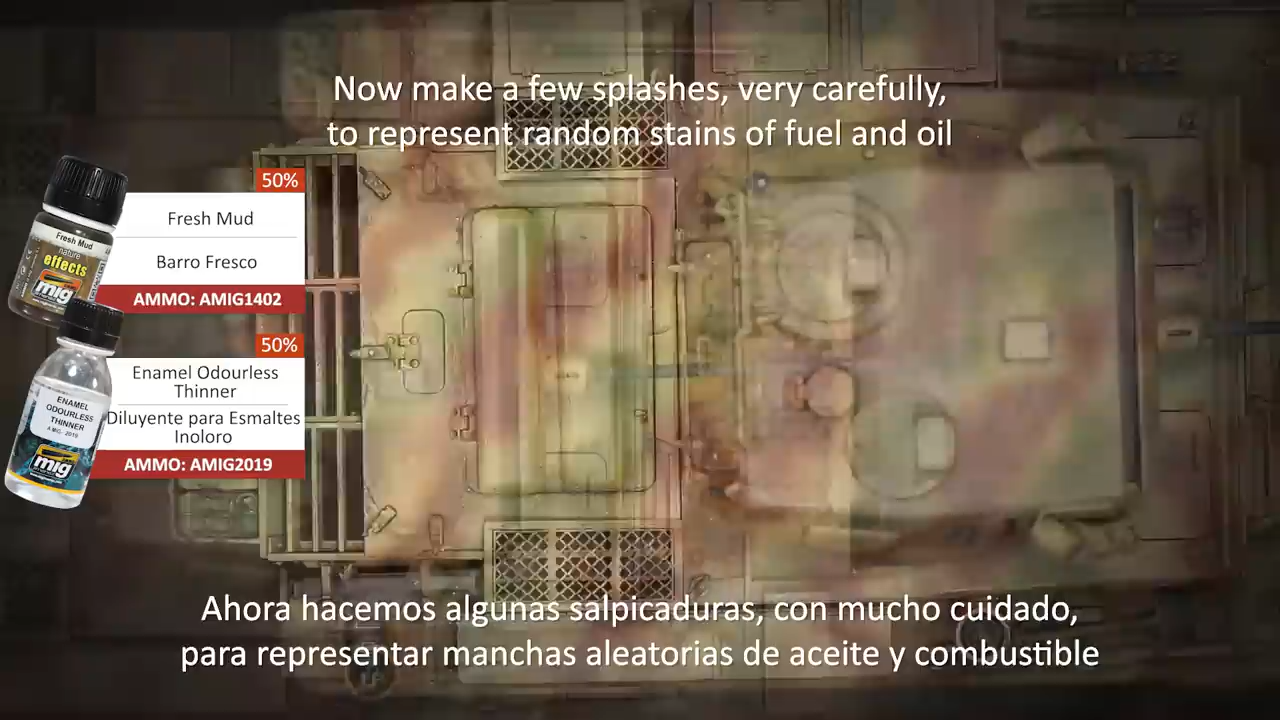 Now make a few splashes, very carefully,
to represent random stains of fuel and oil
50%
Fresh Mud
Barro Fresco
AMMO: AMIG1402
Fresh Mud
nature
effects
mig
50%
Enamel Odourless
Thinner
Diluyente para Esmaltes
Inoloro
AMMO: AMIG2019
ENAMEL
ODOURLESS
THINNER
A.MIG. 2019
mig
Ahora hacemos algunas salpicaduras, con mucho cuidado,
para representar manchas aleatorias de aceite y combustible